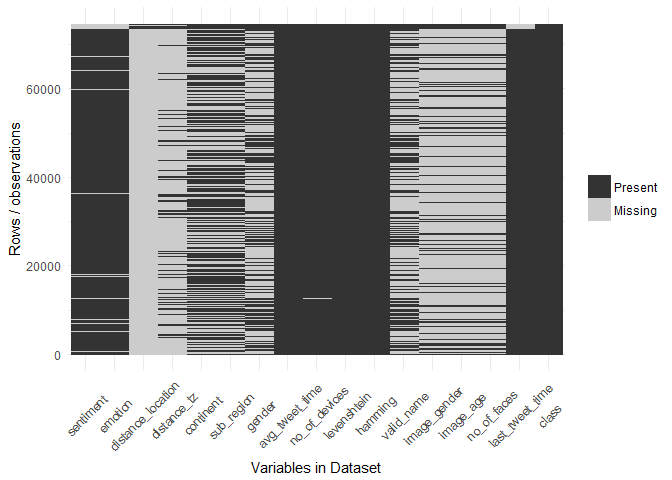 60000
40000
20000
0
Rows / observations
Present
Missing
sentiment
emotion
distance_location
distance_tz
continent
sub_region
gender
avg_tweet_time
no_of_devices
levenshtein
hamming
valid_name
image_gender
image_age
no_of_faces
last_tweet_time
class
Variables in Dataset